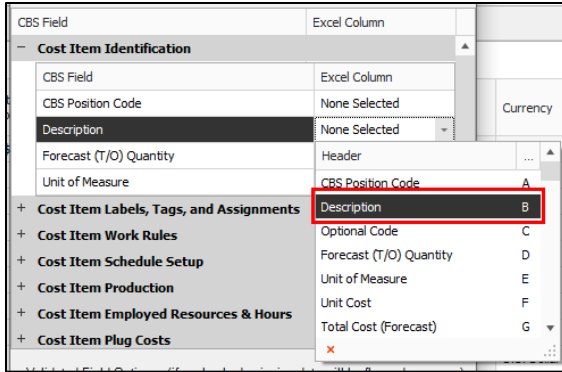 CBS Field Excel Column
− Cost Item Identification
CBS Field Excel Column
CBS Position Code None Selected
Currency
Description None Selected
Forecast (T/O) Quantity
Header ...
Unit of Measure
CBS Position Code A
+ Cost Item Labels, Tags, and Assignments
Description B
+ Cost Item Work Rules
Optional Code C
+ Cost Item Schedule Setup
Forecast (T/O) Quantity D
+ Cost Item Production
Unit of Measure E
+ Cost Item Employed Resources & Hours
Unit Cost F
+ Cost Item Plug Costs
Total Cost (Forecast) G